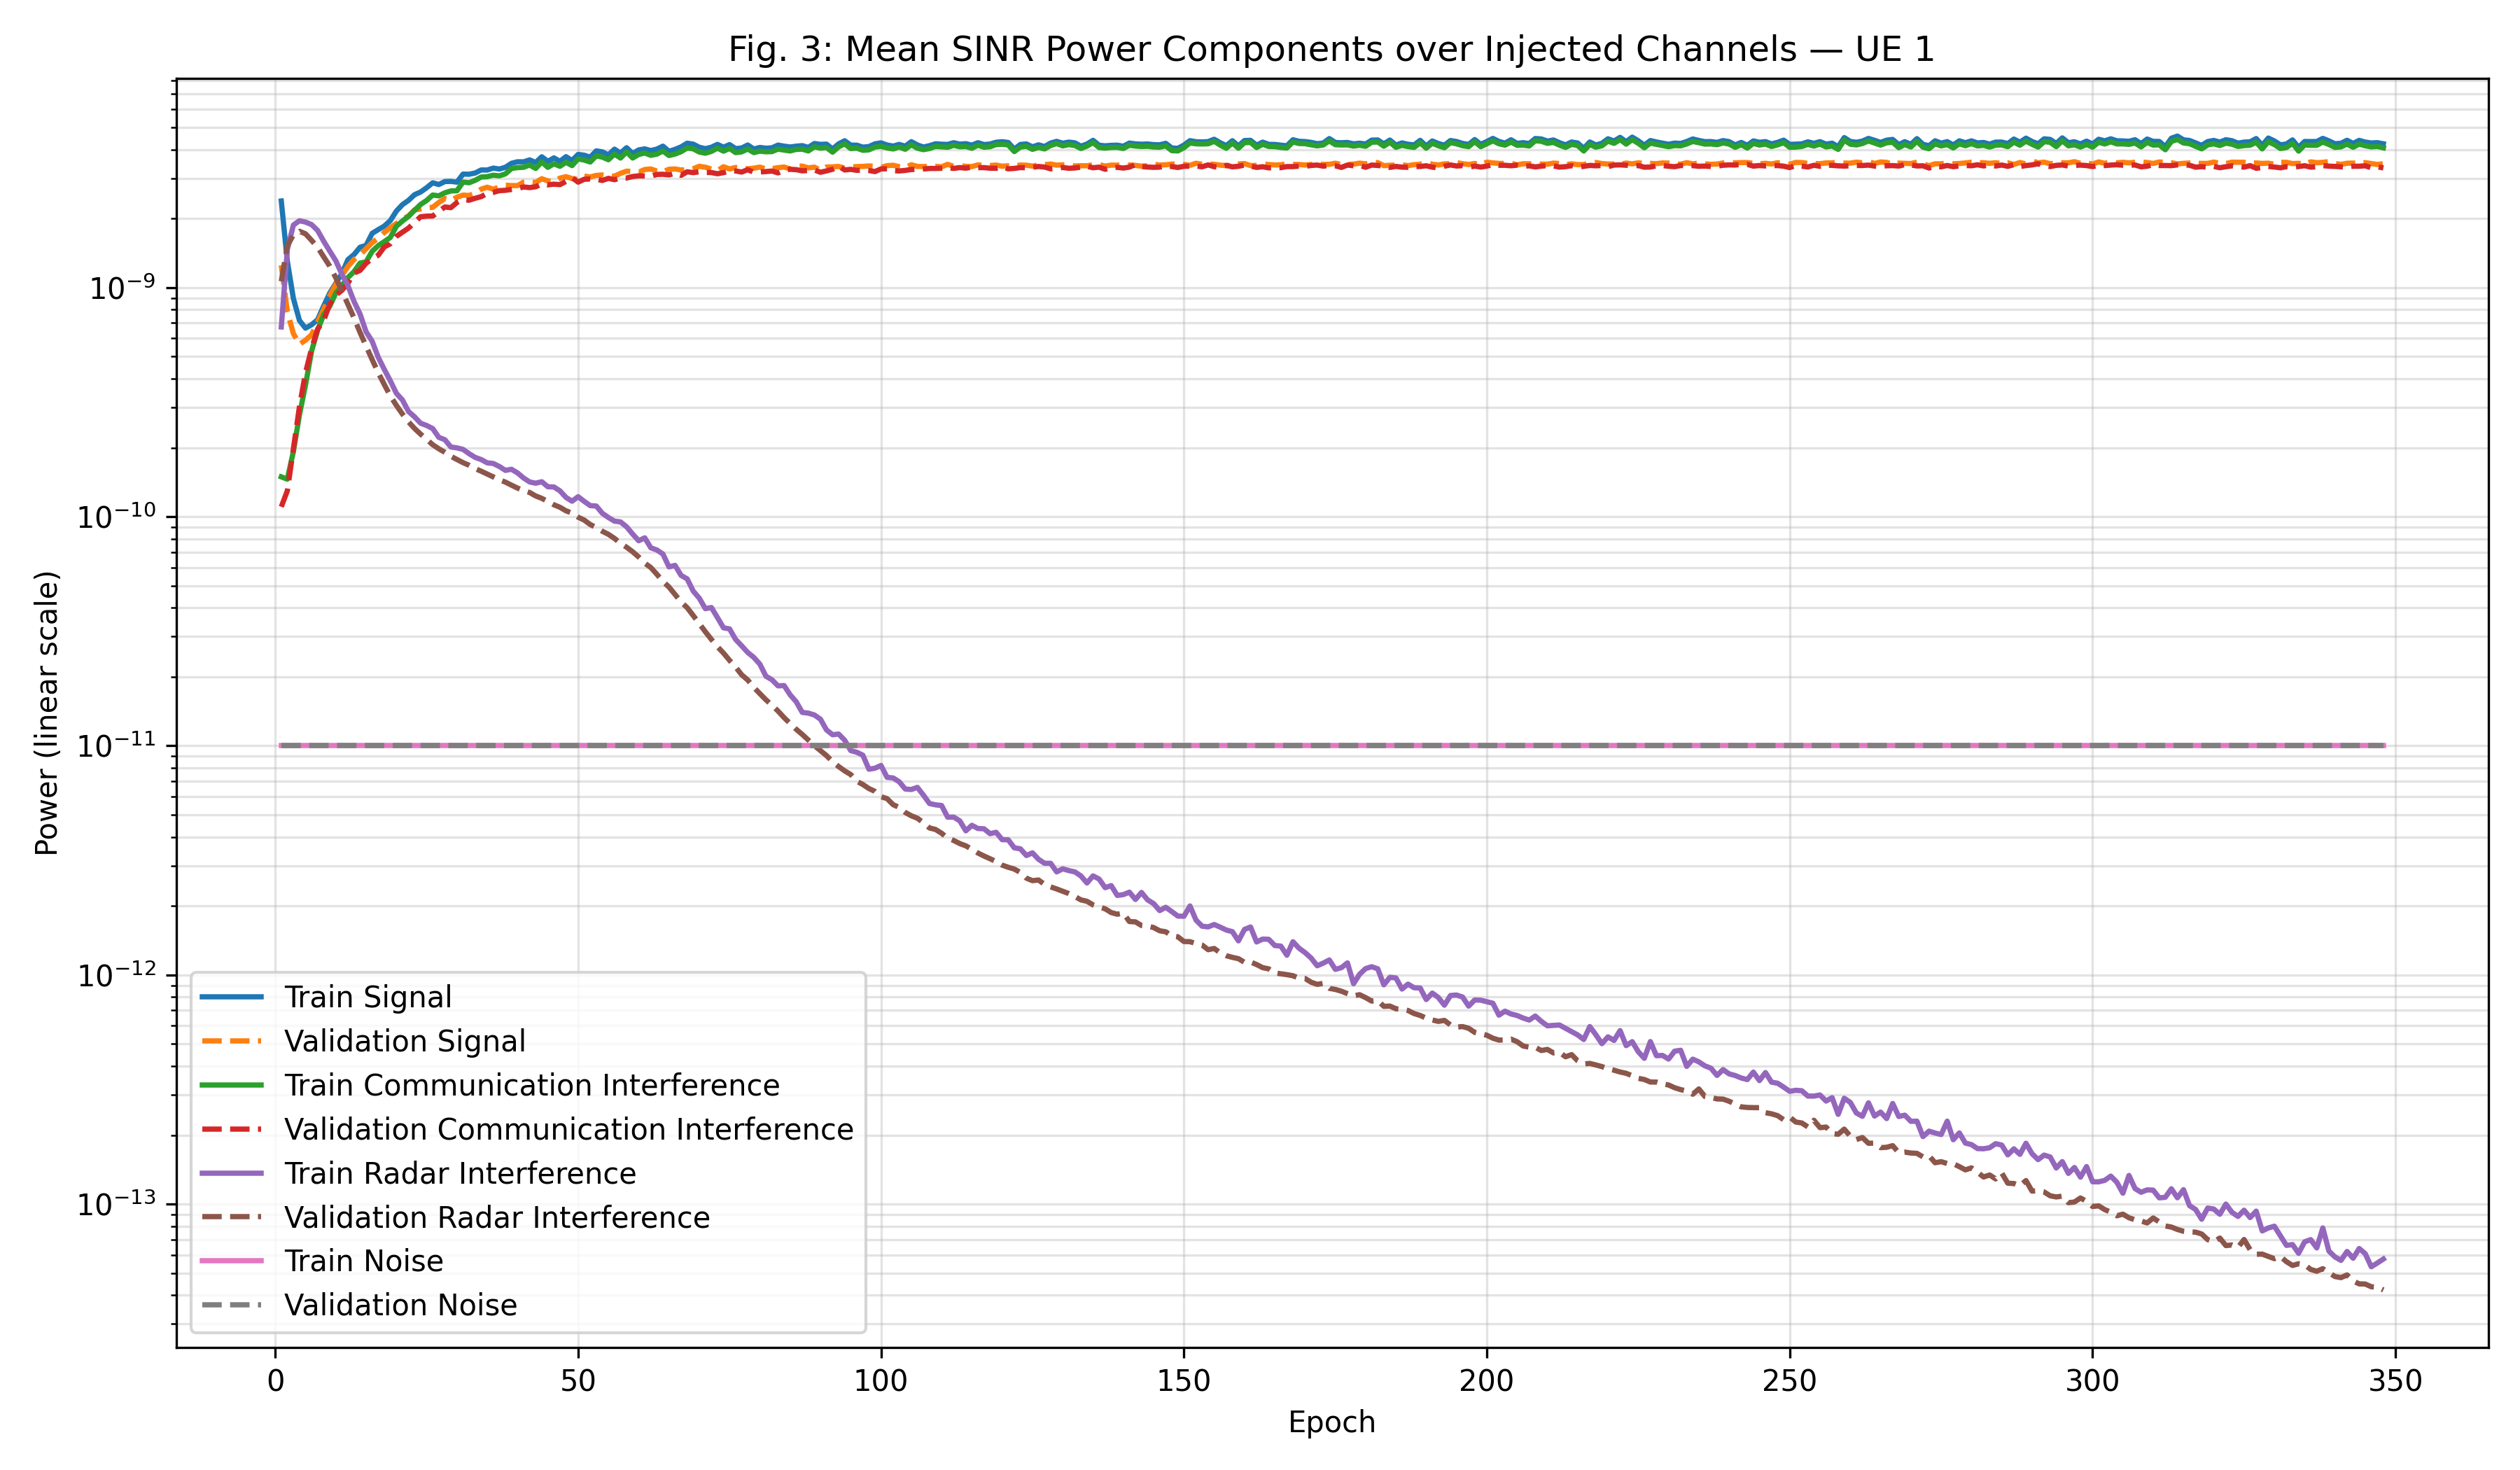 Fig. 3: Mean SINR Power Components over Injected Channels — UE 1
Power (linear scale)
10⁻⁹
10⁻¹⁰
10⁻¹¹
10⁻¹²
10⁻¹³
Train Signal
Validation Signal
Train Communication Interference
Validation Communication Interference
Train Radar Interference
Validation Radar Interference
Train Noise
Validation Noise
0 50 100 150 200 250 300 350
Epoch